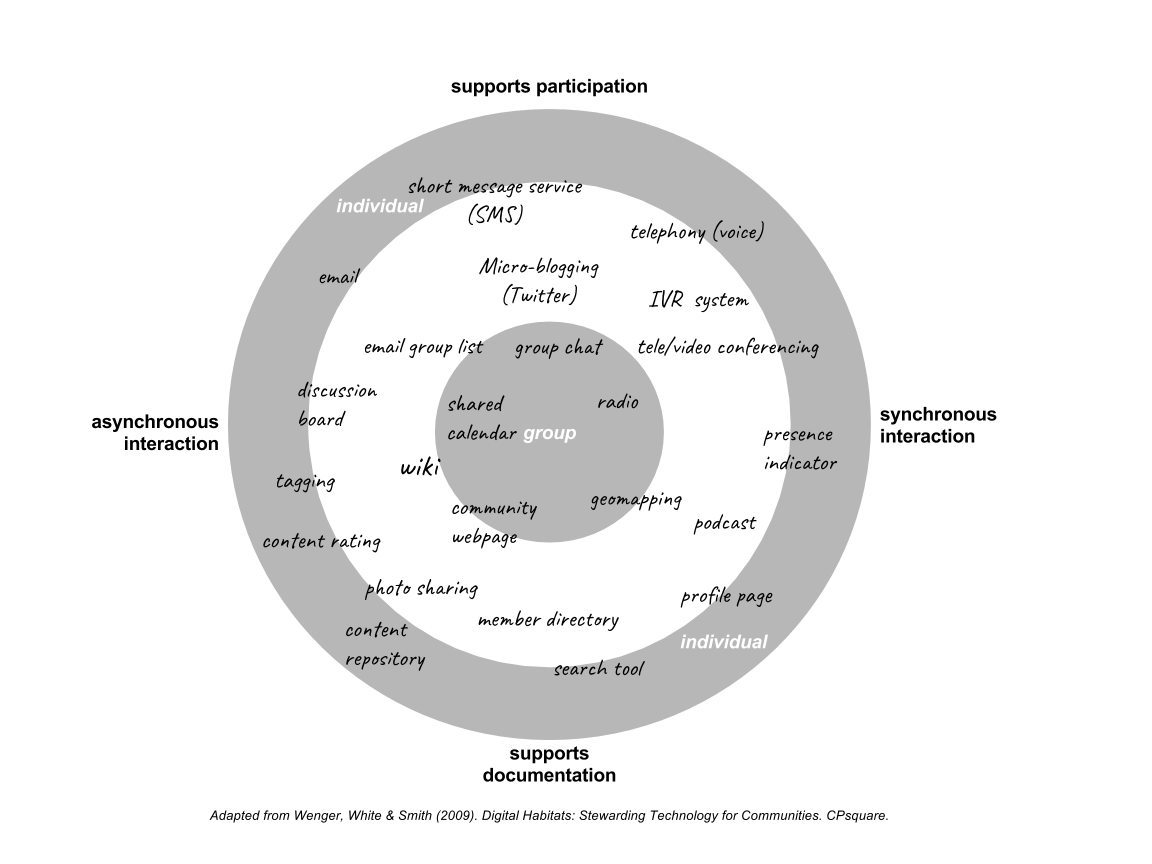 supports participation
short message service
(SMS)
individual
telephony (voice)
email
Micro-blogging
(Twitter)
IVR system
email group list
group chat
tele/video conferencing
discussion
board
shared
calendar
radio
group
asynchronous
interaction
synchronous
interaction
presence
indicator
wiki
tagging
geomapping
community
webpage
podcast
content rating
photo sharing
profile page
member directory
content
repository
individual
search tool
supports
documentation
Adapted from Wenger, White & Smith (2009). Digital Habitats: Stewarding Technology for Communities. CPsquare.